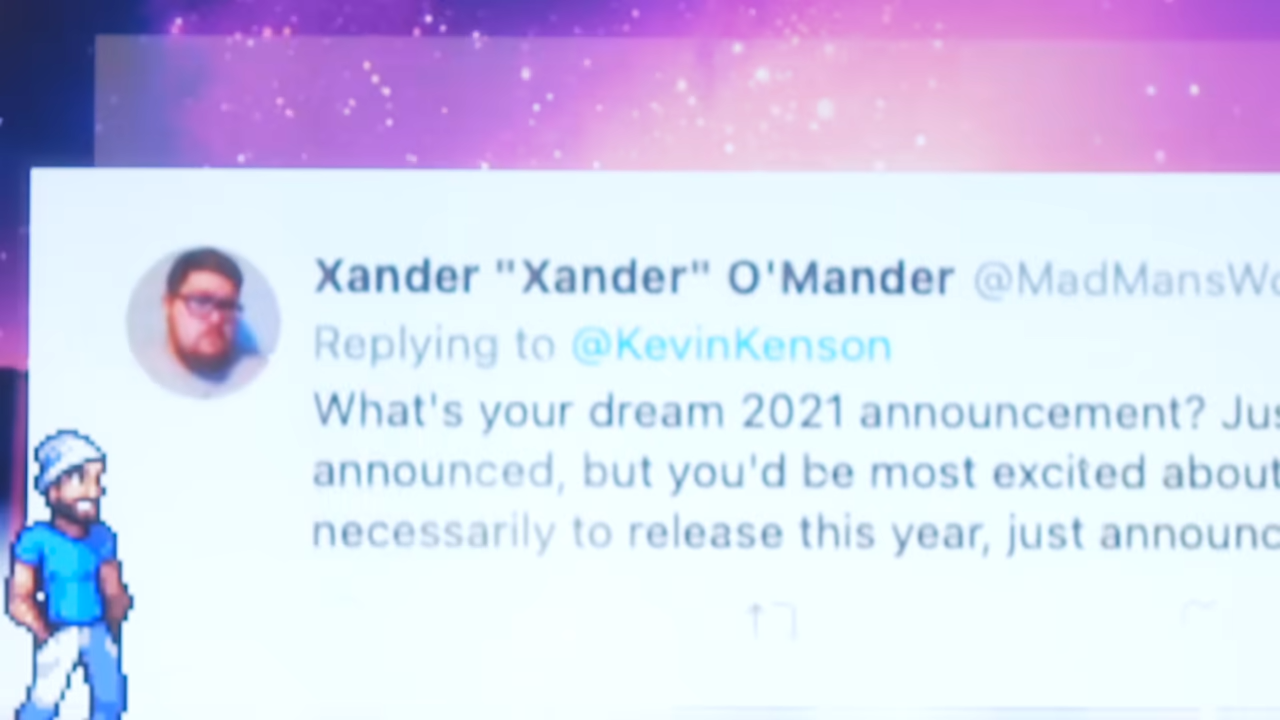 Xander "Xander" O'Mander @MadMansWo
Replying to @KevinKenson
What's your dream 2021 announcement? Jus
announced, but you'd be most excited about
necessarily to release this year, just announc